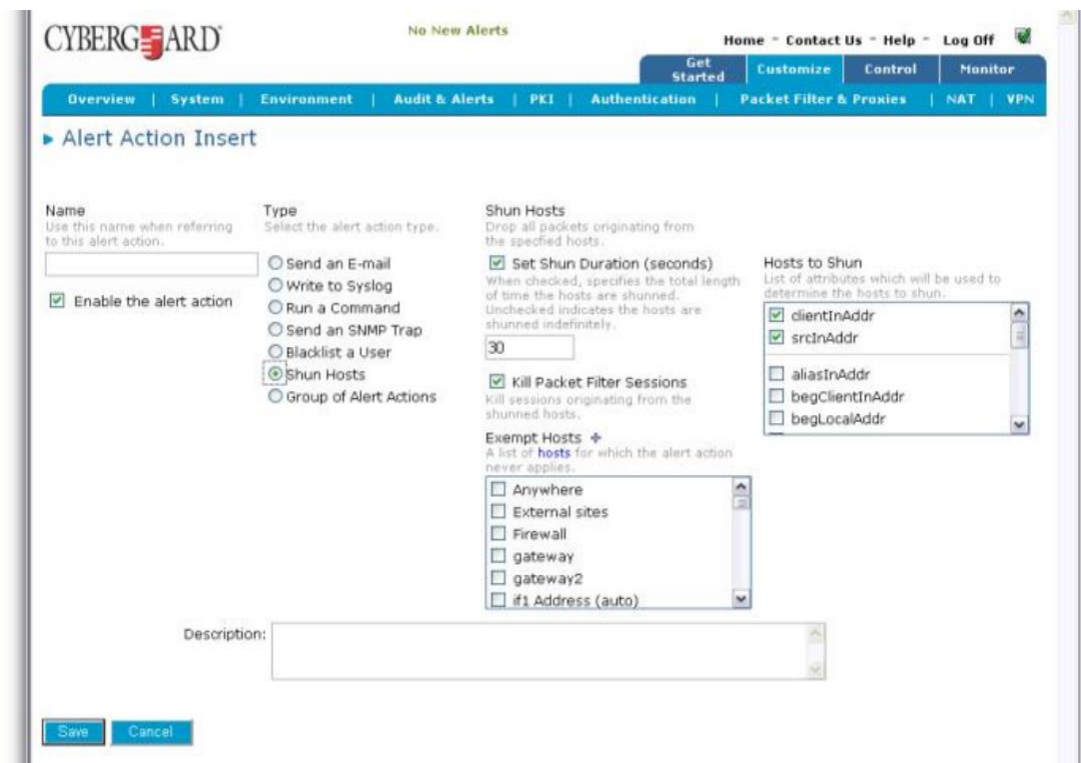 CYBERGUARD
No New Alerts
Home - Contact Us - Help - Log Off
Get Started
Customize
Control
Monitor
Overview | System | Environment | Audit & Alerts | PKI | Authentication | Packet Filter & Proxies | NAT | VPN
Alert Action Insert
Name
Use this name when referring
to this alert action.
Enable the alert action
Type
Select the alert action type.
Send an E-mail
Write to Syslog
Run a Command
Send an SNMP Trap
Blacklist a User
Shun Hosts
Group of Alert Actions
Shun Hosts
Drop all packets originating from
the specfied hosts.
Set Shun Duration (seconds)
When checked, specifies the total length
of time the hosts are shunned.
Unchecked indicates the hosts are
shunned indefinitely.
30
Kill Packet Filter Sessions
Kill sessions originating from the
shunned hosts.
Exempt Hosts
A list of hosts for which the alert action
never applies.
Anywhere
External sites
Firewall
gateway
gateway2
if1 Address (auto)
Hosts to Shun
List of attributes which will be used to
determine the hosts to shun.
clientInAddr
srcInAddr
aliasInAddr
begClientInAddr
begLocalAddr
Description:
Save
Cancel